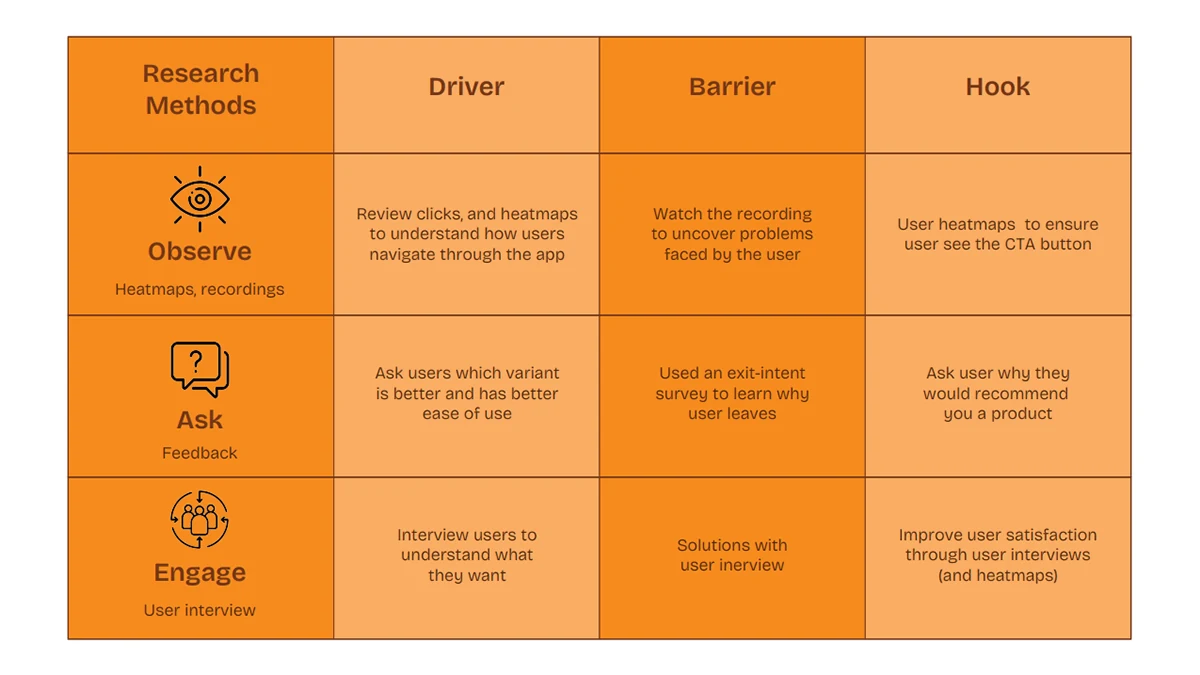 Research
Methods
Driver
Barrier
Hook
Observe
Heatmaps, recordings
Review clicks, and heatmaps
to understand how users
navigate through the app
Watch the recording
to uncover problems
faced by the user
User heatmaps  to ensure
user see the CTA button
?
Ask
Feedback
Ask users which variant
is better and has better
ease of use
Used an exit-intent
survey to learn why
user leaves
Ask user why they
would recommend
you a product
Engage
User interview
Interview users to
understand what
they want
Solutions with
user inerview
Improve user satisfaction
through user interviews
(and heatmaps)